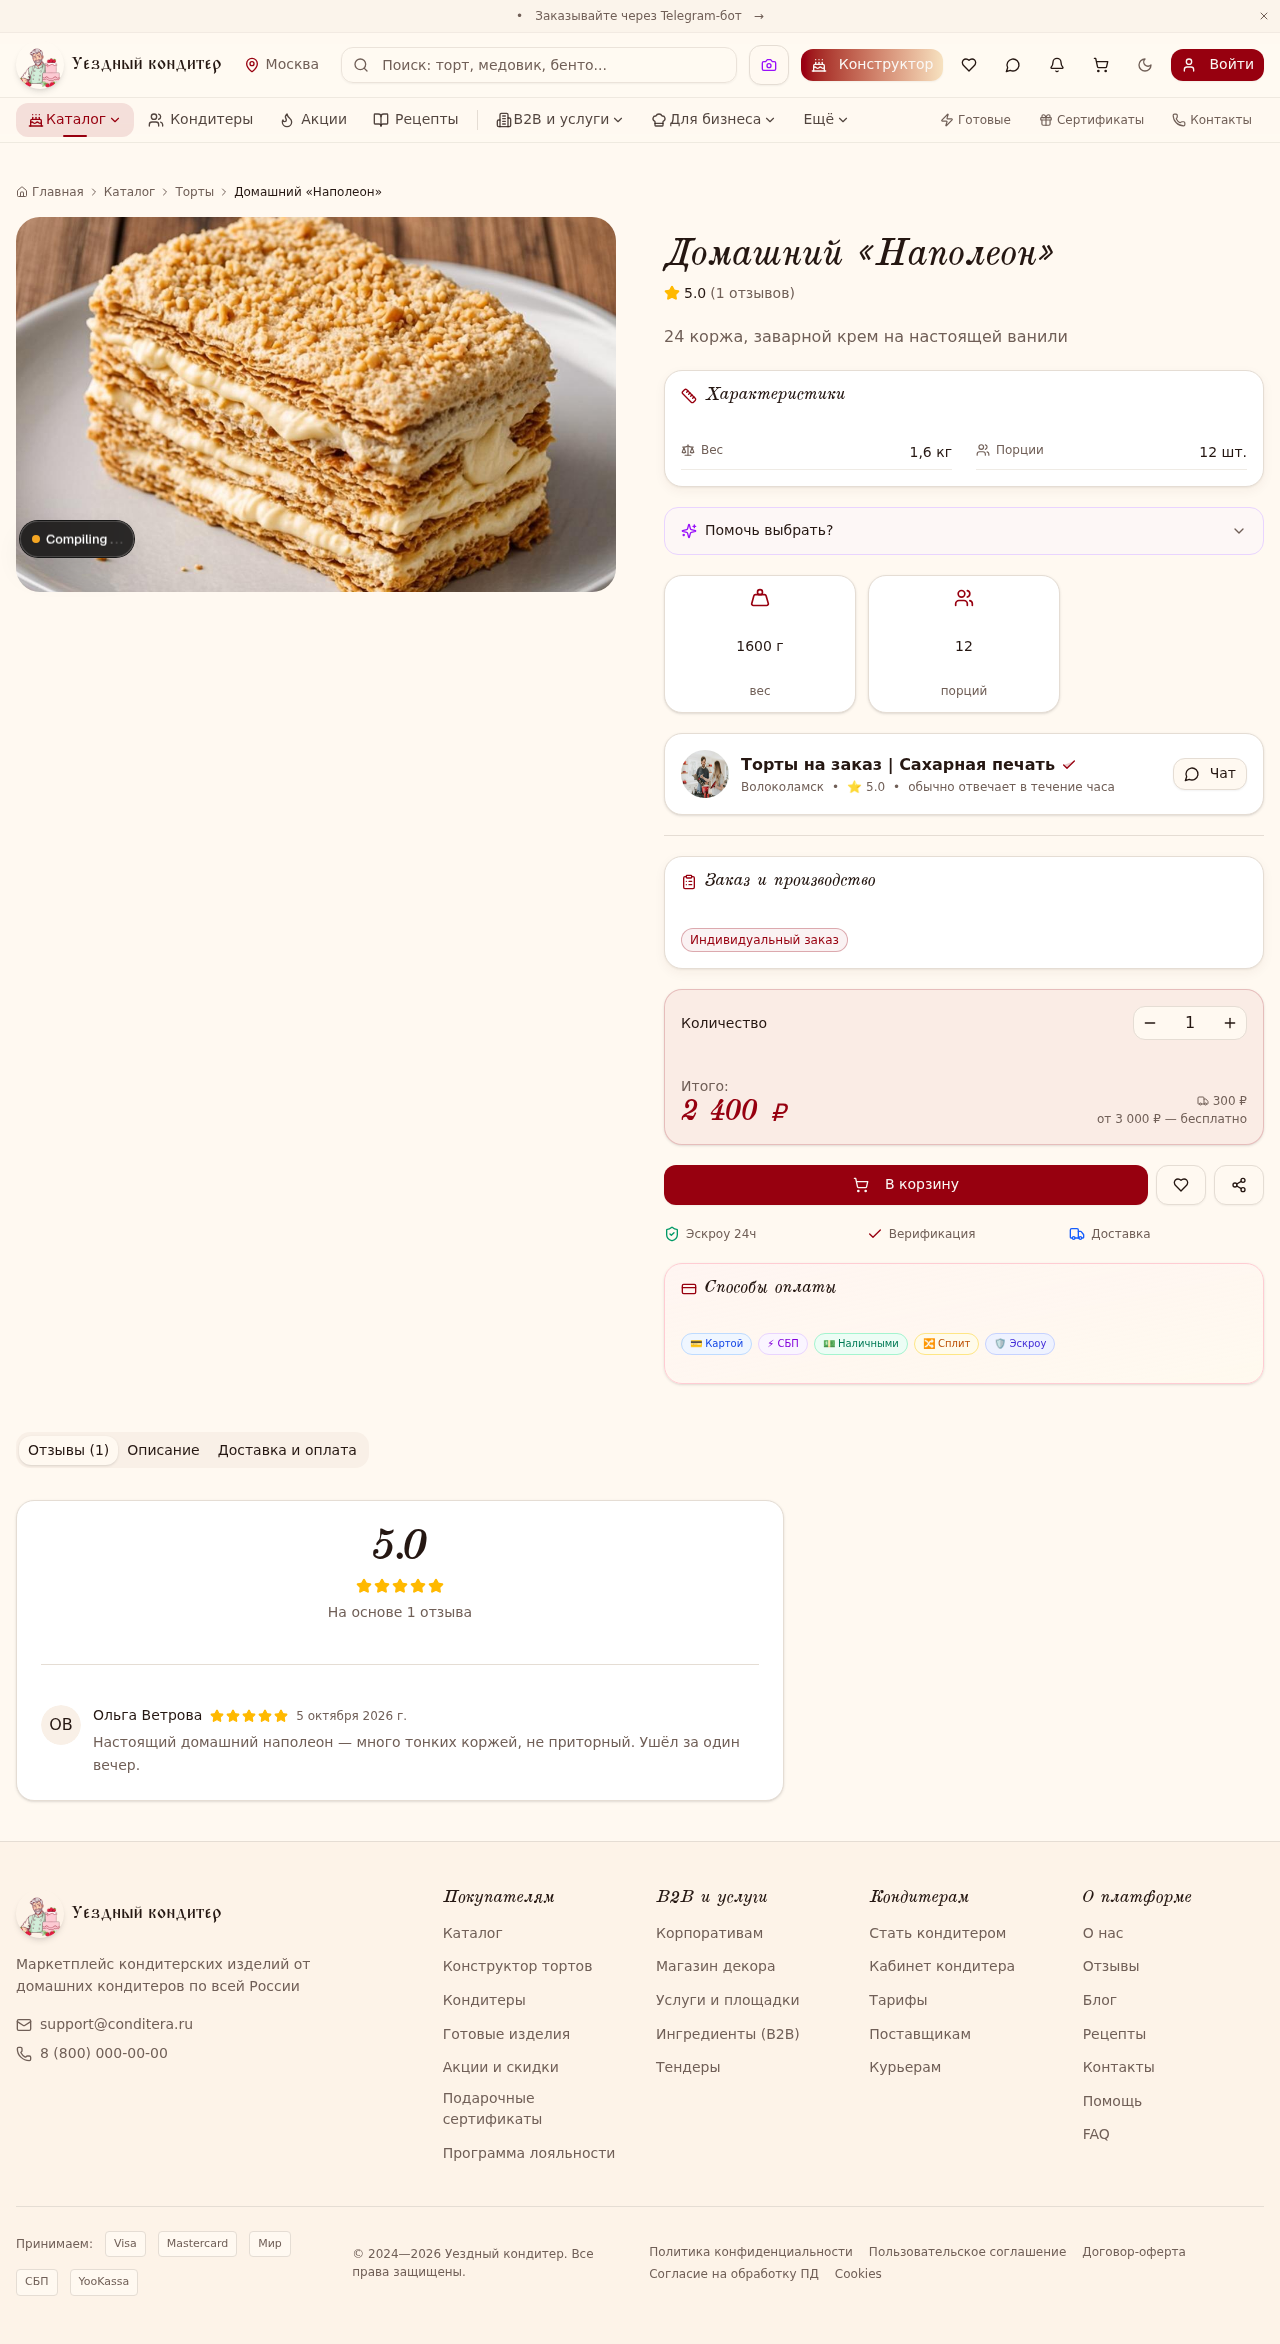 • Заказывайте через Telegram-бот →
Уездный кондитер
Москва
Поиск: торт, медовик, бенто...
Конструктор
Войти
Каталог
Кондитеры
Акции
Рецепты
B2B и услуги
Для бизнеса
Ещё
Готовые
Сертификаты
Контакты
Главная > Каталог > Торты > Домашний «Наполеон»
Compiling ...
Домашний «Наполеон»
5.0 (1 отзывов)
24 коржа, заварной крем на настоящей ванили
Характеристики
Вес 1,6 кг
Порции 12 шт.
Помочь выбрать?
1600 г
вес
12
порций
Торты на заказ | Сахарная печать
Волоколамск • ⭐ 5.0 • обычно отвечает в течение часа
Чат
Заказ и производство
Индивидуальный заказ
Количество
1
Итого:
2 400 ₽
300 ₽
от 3 000 ₽ — бесплатно
В корзину
Эскроу 24ч
Верификация
Доставка
Способы оплаты
💳 Картой
⚡ СБП
💵 Наличными
🔀 Сплит
🛡️ Эскроу
Отзывы (1)
Описание
Доставка и оплата
5.0
На основе 1 отзыва
ОВ
Ольга Ветрова
5 октября 2026 г.
Настоящий домашний наполеон — много тонких коржей, не приторный. Ушёл за один
вечер.
Уездный кондитер
Маркетплейс кондитерских изделий от
домашних кондитеров по всей России
support@conditera.ru
8 (800) 000-00-00
Покупателям
Каталог
Конструктор тортов
Кондитеры
Готовые изделия
Акции и скидки
Подарочные
сертификаты
Программа лояльности
B2B и услуги
Корпоративам
Магазин декора
Услуги и площадки
Ингредиенты (B2B)
Тендеры
Кондитерам
Стать кондитером
Кабинет кондитера
Тарифы
Поставщикам
Курьерам
О платформе
О нас
Отзывы
Блог
Рецепты
Контакты
Помощь
FAQ
Принимаем:
Visa
Mastercard
Мир
СБП
YooKassa
© 2024—2026 Уездный кондитер. Все
права защищены.
Политика конфиденциальности
Пользовательское соглашение
Договор-оферта
Согласие на обработку ПД
Cookies